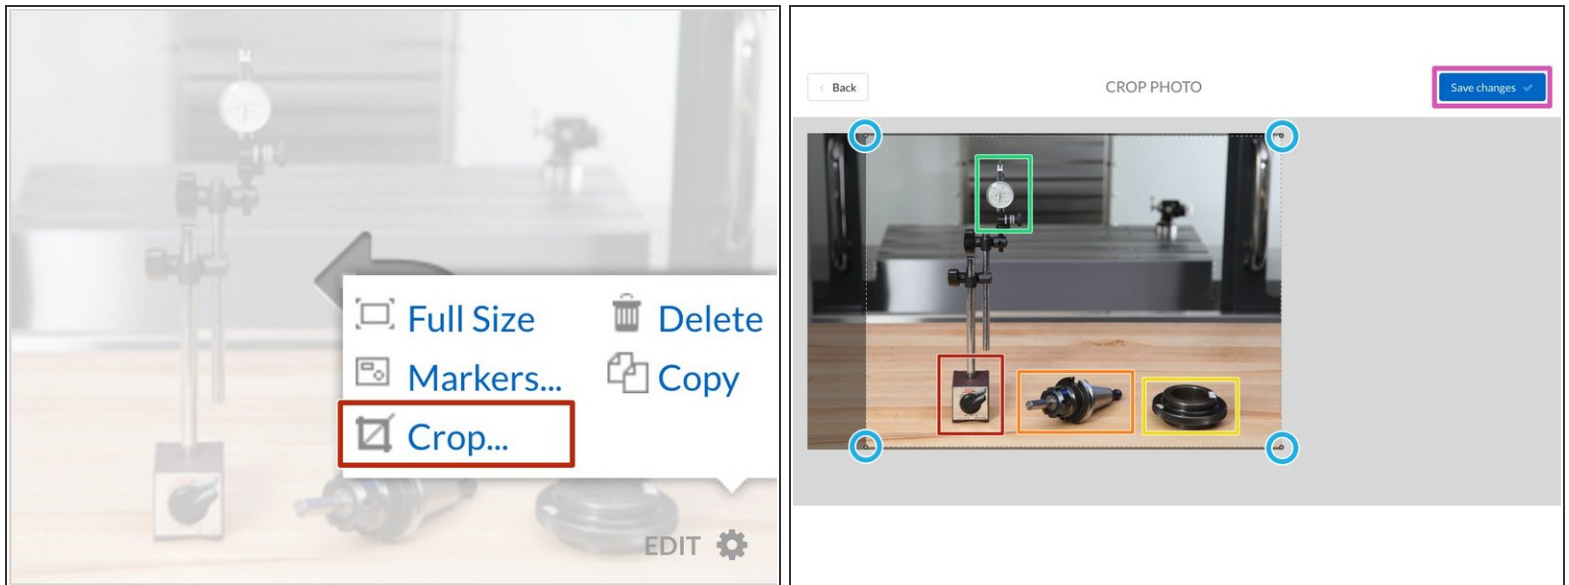 Full Size
Delete
Markers...
Copy
Crop...
EDIT
Back
CROP PHOTO
Save changes